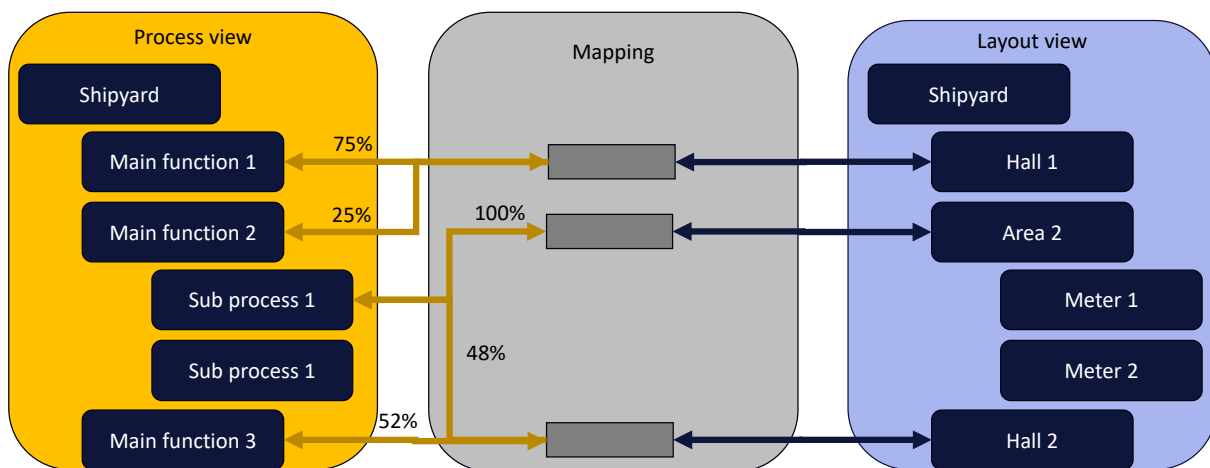 Process view
Mapping
Layout view
Shipyard
Shipyard
Main function 1
75%
Hall 1
Main function 2
25%
100%
Area 2
Sub process 1
Meter 1
Sub process 1
48%
Meter 2
Main function 3
52%
Hall 2